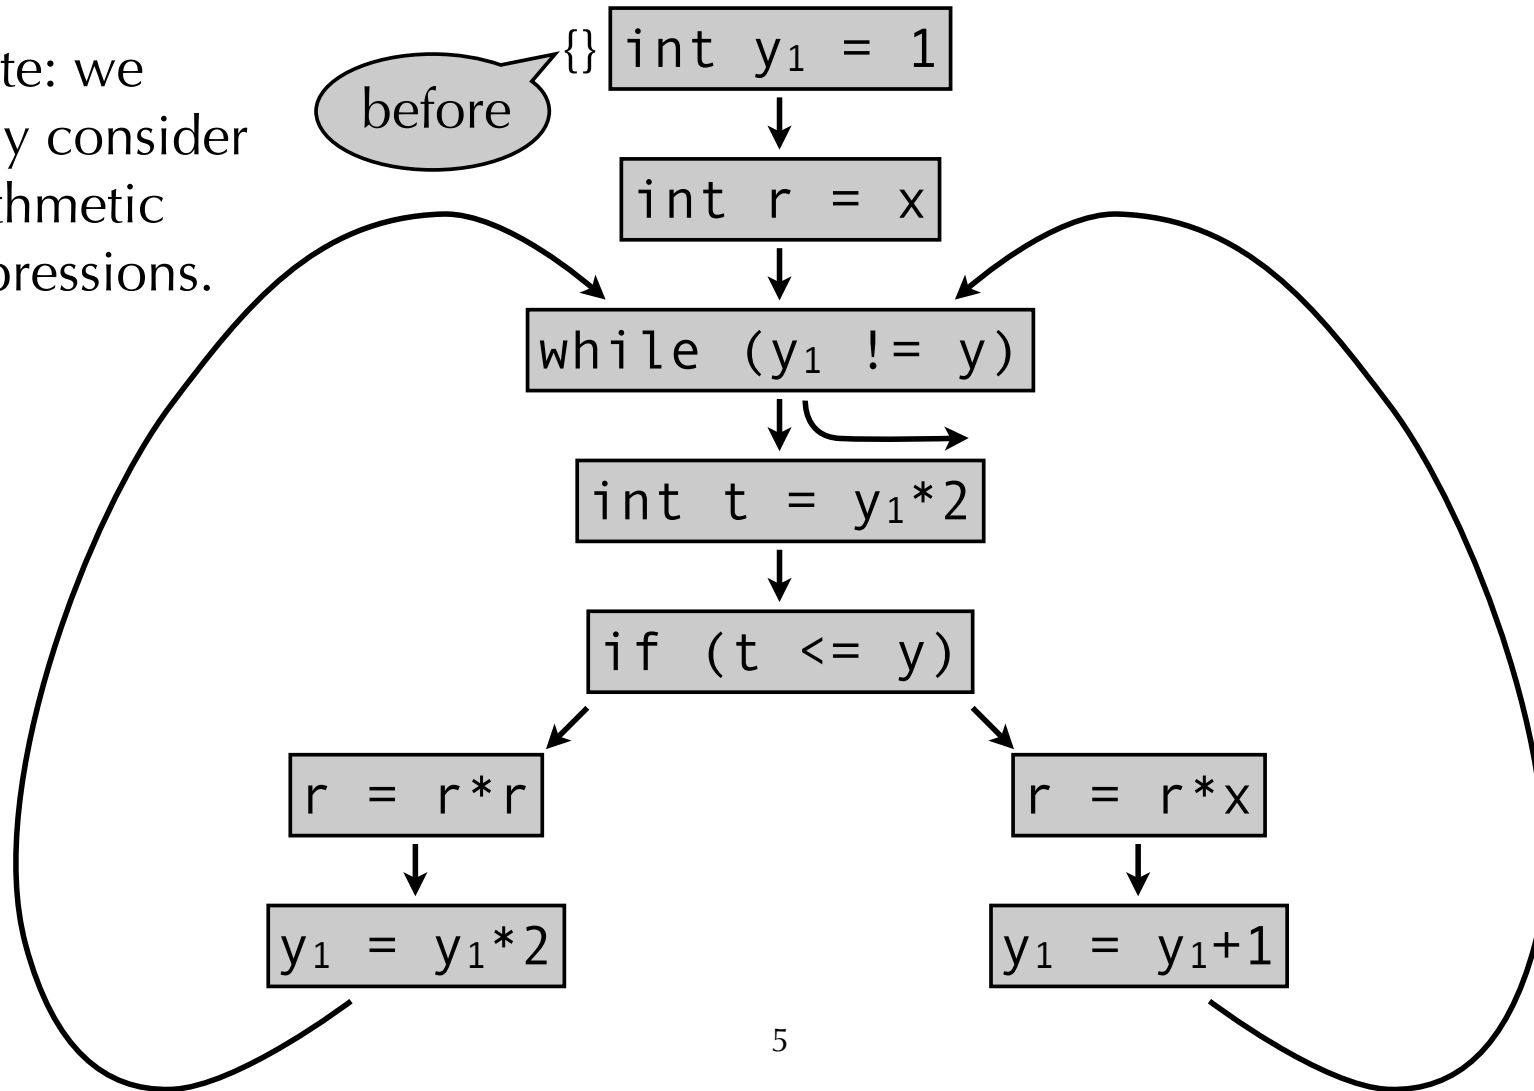 te: we
y consider
thmetic
pressions.
before
{}
int y₁ = 1
int r = x
while (y₁ != y)
int t = y₁*2
if (t <= y)
r = r*r
r = r*x
y₁ = y₁*2
y₁ = y₁+1
5